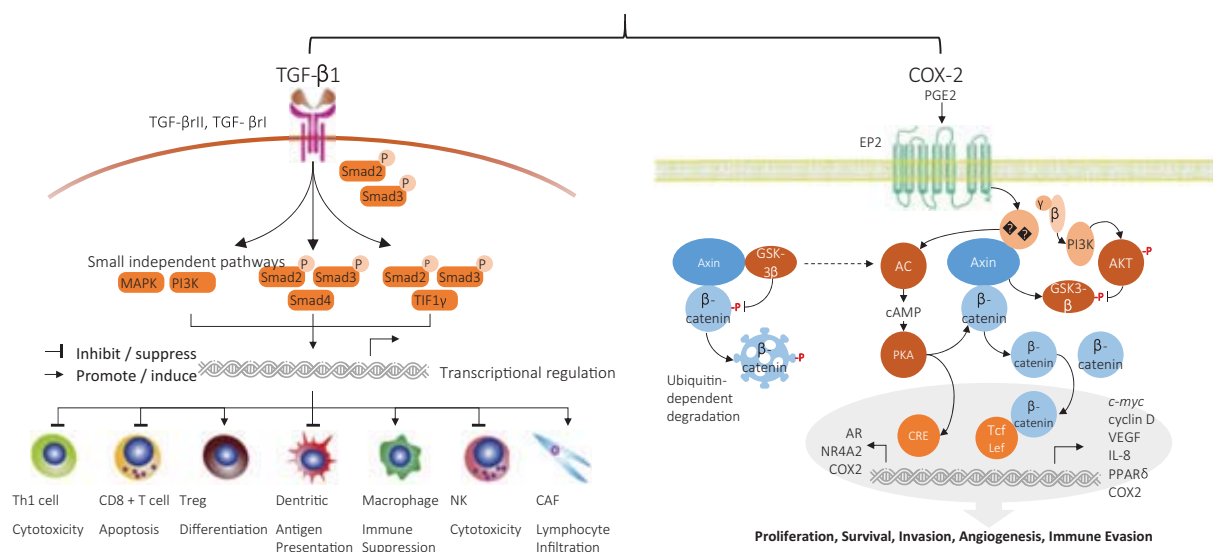 TGF-β1
TGF-βrII, TGF- βrI
P
Smad2
P
Smad3
Small independent pathways
MAPK
PI3K
P
Smad2
P
Smad3
Smad4
P
Smad2
P
Smad3
TIF1γ
Inhibit / suppress
Promote / induce
Transcriptional regulation
Th1 cell
CD8 + T cell
Treg
Dentritic
Macrophage
NK
CAF
Cytotoxicity
Apoptosis
Differentiation
Antigen
Presentation
Immune
Suppression
Cytotoxicity
Lymphocyte
Infiltration
COX-2
PGE2
EP2
? ?
γ
β
PI3K
AKT
-P
Axin
GSK-
3β
β-
catenin
-P
β-
catenin
-P
Ubiquitin-
dependent
degradation
AC
cAMP
PKA
Axin
β-
catenin
GSK3-
β
-P
β-
catenin
β-
catenin
β-
catenin
CRE
Tcf
Lef
AR
NR4A2
COX2
c-myc
cyclin D
VEGF
IL-8
PPARδ
COX2
Proliferation, Survival, Invasion, Angiogenesis, Immune Evasion